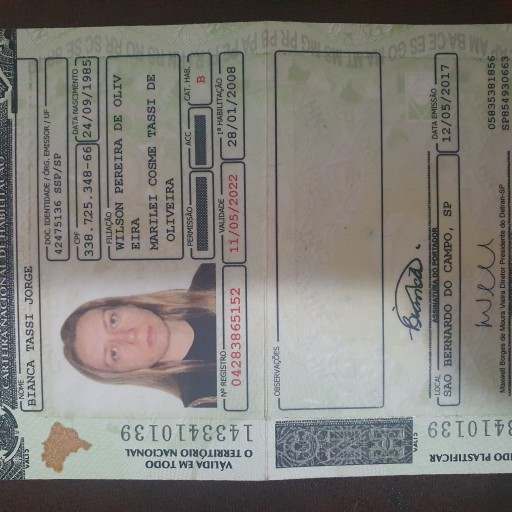 CARTEIRA NACIONAL DE HABILITAÇÃO
NOME
BIANCA TASSI JORGE
DOC. IDENTIDADE / ÓRG. EMISSOR / UF
42475136 SSP/SP
CPF
338.725.348-66
DATA NASCIMENTO
24/09/1985
FILIAÇÃO
WILSON PEREIRA DE OLIV
EIRA
MARILEI COSME TASSI DE
OLIVEIRA
PERMISSÃO
ACC
CAT. HAB.
B
Nº REGISTRO
04283865152
VALIDADE
11/05/2022
1ª HABILITAÇÃO
28/01/2008
VÁLIDA EM TODO
O TERRITÓRIO NACIONAL
1433410139
OBSERVAÇÕES
Bianca
ASSINATURA DO PORTADOR
LOCAL
SAO BERNARDO DO CAMPO, SP
DATA EMISSÃO
12/05/2017
05835381856
SP854930663
Maxwell Borges de Moura Vieira Diretor Presidente do Detran-SP
IDO PLASTIFICAR
3410139